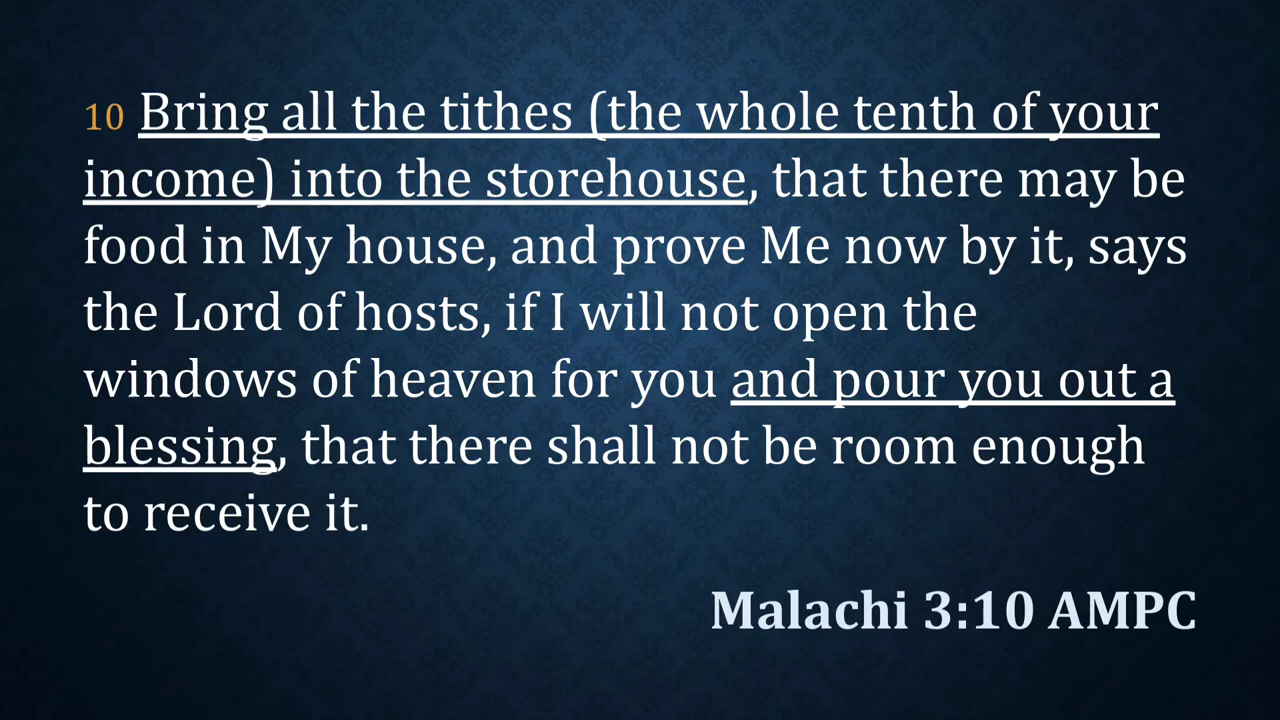 10 Bring all the tithes (the whole tenth of your
income) into the storehouse, that there may be
food in My house, and prove Me now by it, says
the Lord of hosts, if I will not open the
windows of heaven for you and pour you out a
blessing, that there shall not be room enough
to receive it.
Malachi 3:10 AMPC